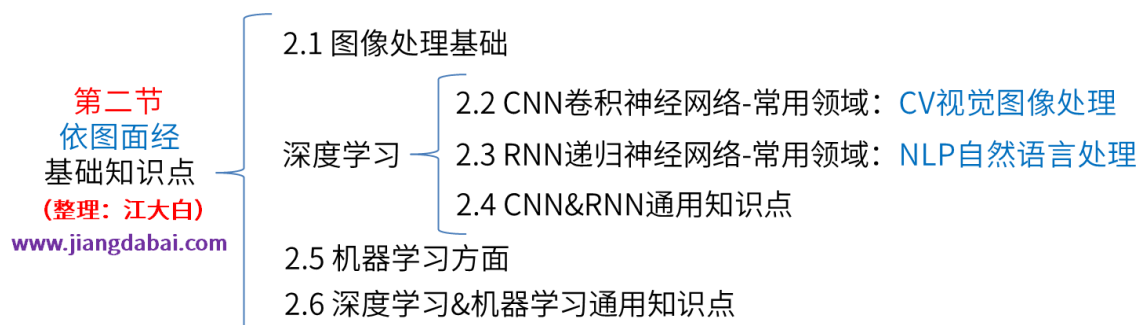 第二节
依图面经
基础知识点
（整理：江大白）
www.jiangdabai.com
2.1 图像处理基础
深度学习
2.2 CNN卷积神经网络-常用领域：CV视觉图像处理
2.3 RNN递归神经网络-常用领域：NLP自然语言处理
2.4 CNN&RNN通用知识点
2.5 机器学习方面
2.6 深度学习&机器学习通用知识点